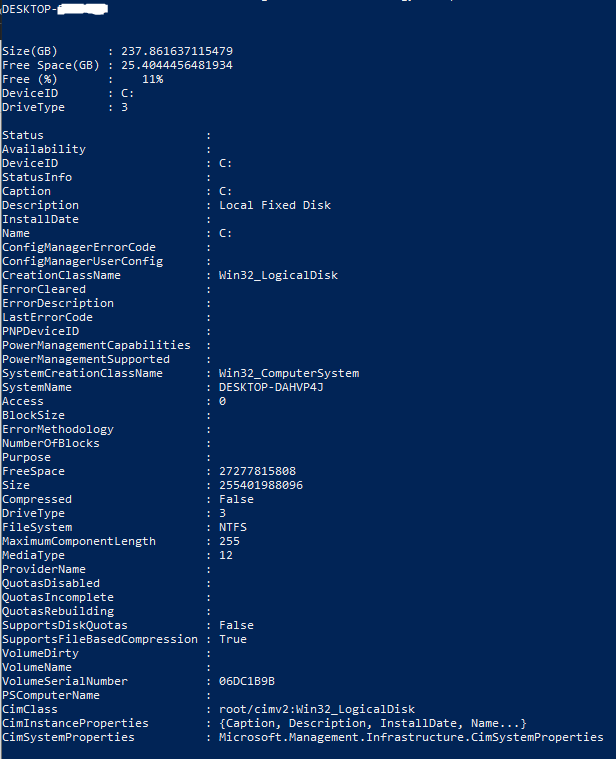 DESKTOP-
Size(GB) : 237.861637115479
Free Space(GB) : 25.4044456481934
Free (%) : 11%
DeviceID : C:
DriveType : 3
Status :
Availability :
DeviceID : C:
StatusInfo :
Caption : C:
Description : Local Fixed Disk
InstallDate :
Name : C:
ConfigManagerErrorCode :
ConfigManagerUserConfig :
CreationClassName : Win32_LogicalDisk
ErrorCleared :
ErrorDescription :
LastErrorCode :
PNPDeviceID :
PowerManagementCapabilities :
PowerManagementSupported :
SystemCreationClassName : Win32_ComputerSystem
SystemName : DESKTOP-DAHVP4J
Access : 0
BlockSize :
ErrorMethodology :
NumberOfBlocks :
Purpose :
FreeSpace : 27277815808
Size : 255401988096
Compressed : False
DriveType : 3
FileSystem : NTFS
MaximumComponentLength : 255
MediaType : 12
ProviderName :
QuotasDisabled :
QuotasIncomplete :
QuotasRebuilding :
SupportsDiskQuotas : False
SupportsFileBasedCompression : True
VolumeDirty :
VolumeName :
VolumeSerialNumber : 06DC1B9B
PSComputerName :
CimClass : root/cimv2:Win32_LogicalDisk
CimInstanceProperties : {Caption, Description, InstallDate, Name...}
CimSystemProperties : Microsoft.Management.Infrastructure.CimSystemProperties